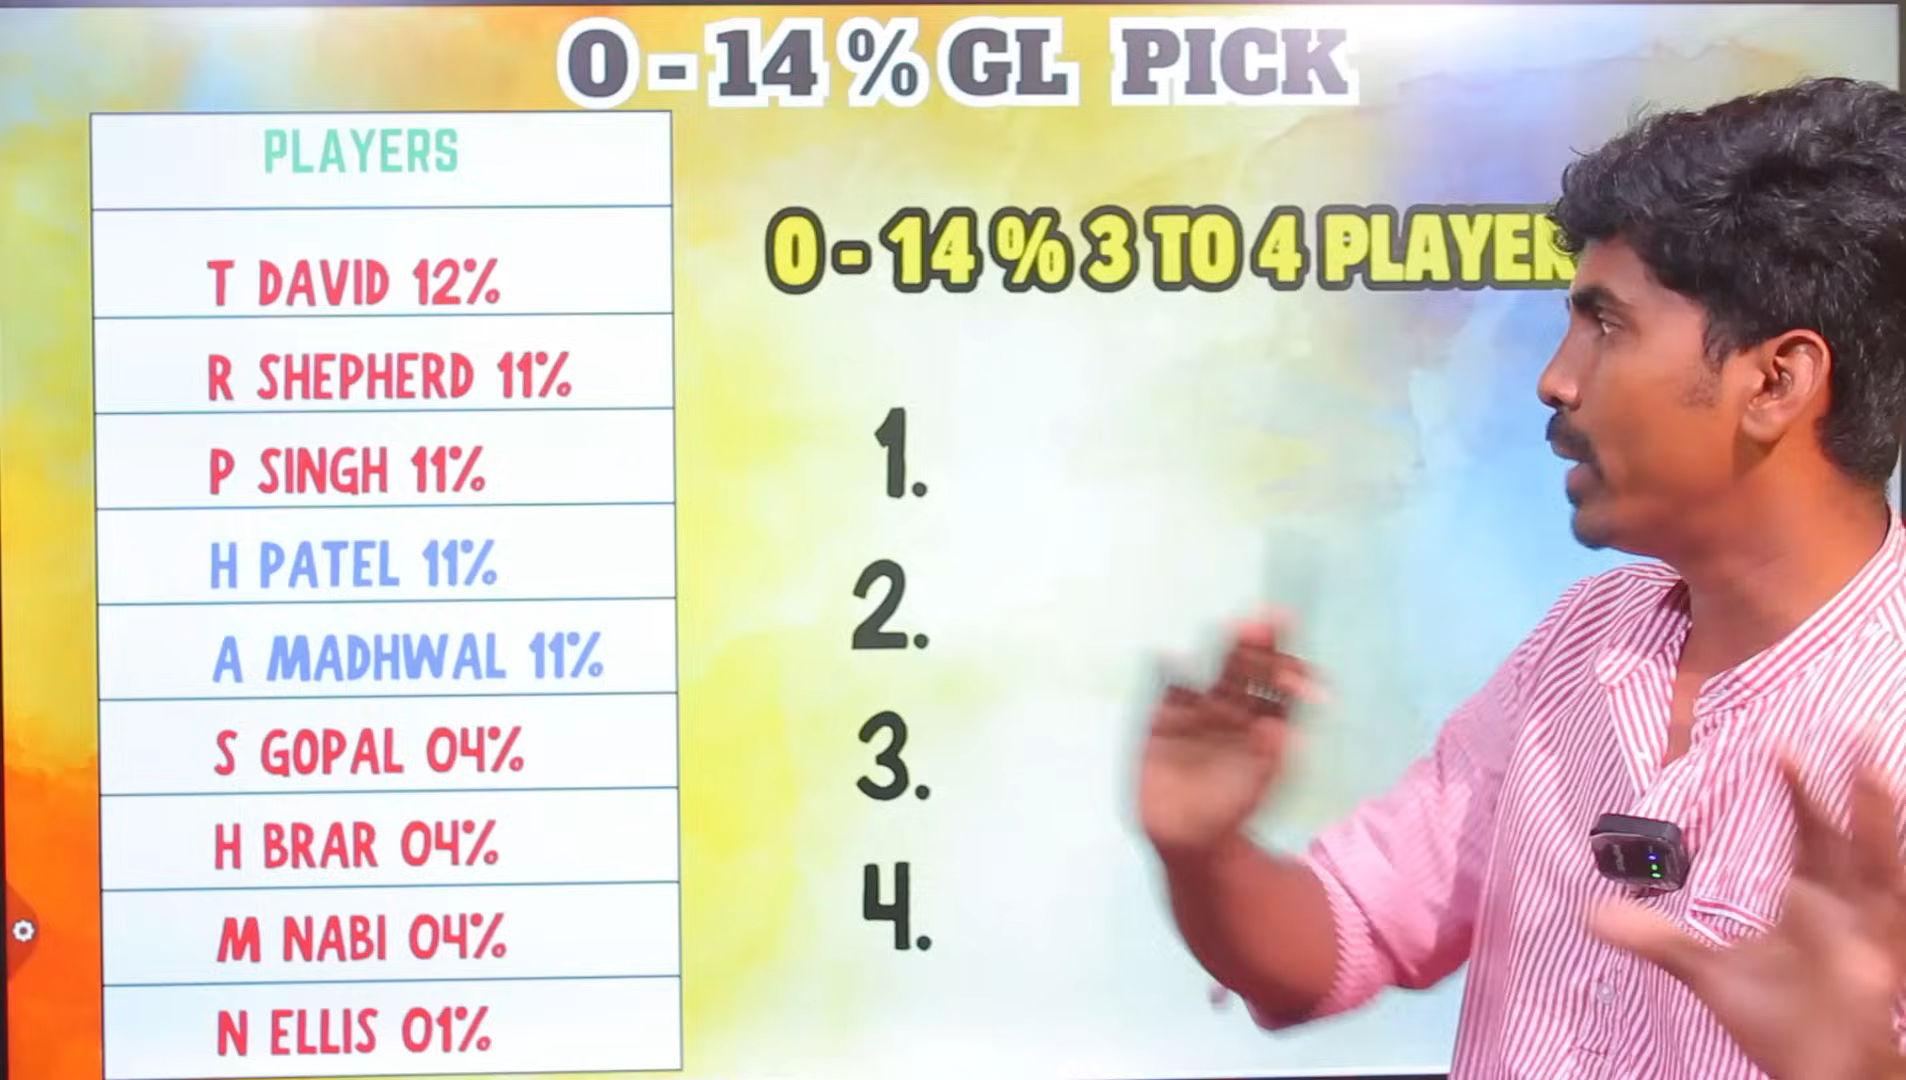 0 - 14 % GL PICK
PLAYERS
T DAVID 12%
R SHEPHERD 11%
P SINGH 11%
H PATEL 11%
A MADHWAL 11%
S GOPAL 04%
H BRAR 04%
M NABI 04%
N ELLIS 01%
0 - 14 % 3 TO 4 PLAYER
1.
2.
3.
4.